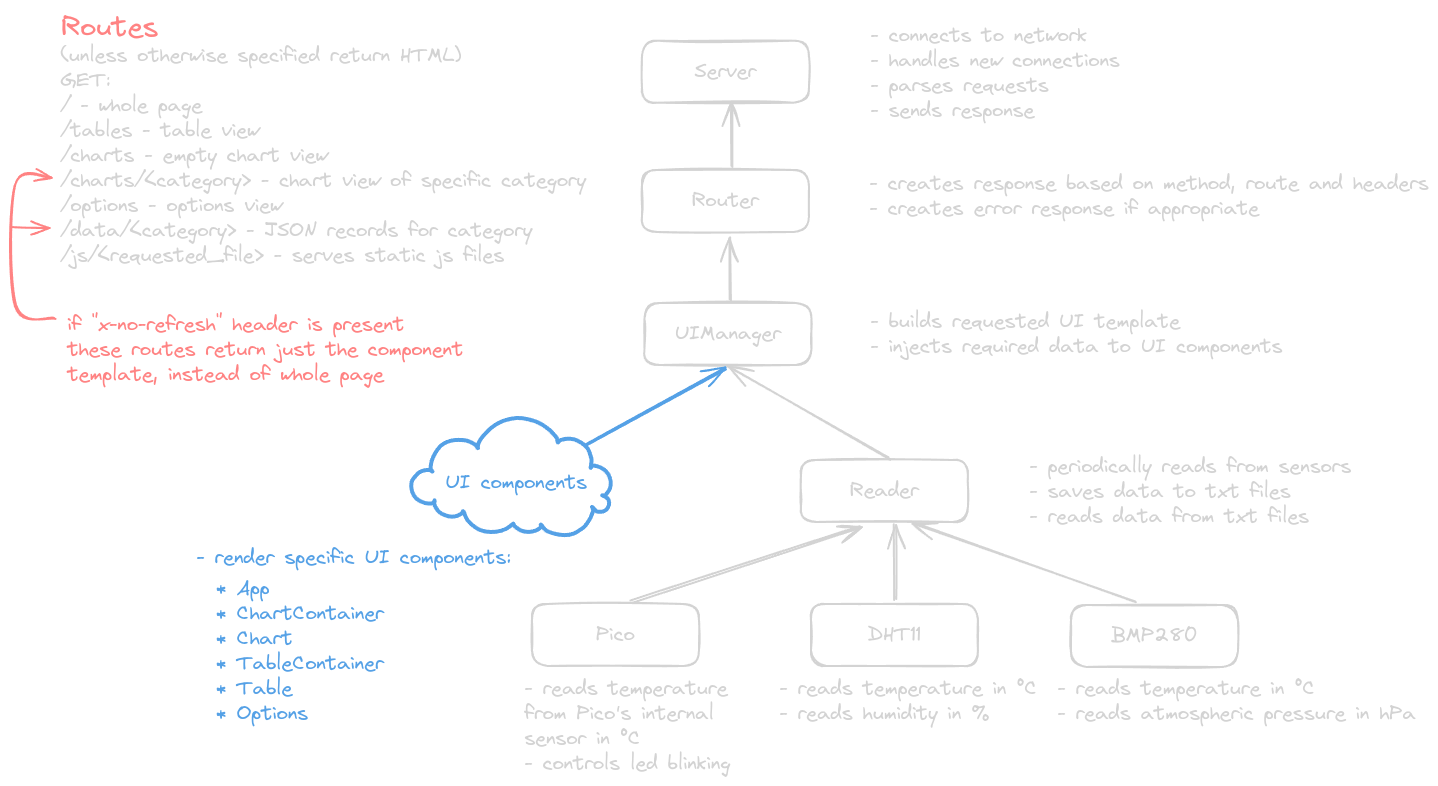 Routes
(unless otherwise specified return HTML)
GET:
/ - whole page
/tables - table view
/charts - empty chart view
/charts/<category> - chart view of specific category
/options - options view
/data/<category> - JSON records for category
/js/<requested_file> - serves static js files
if "x-no-refresh" header is present
these routes return just the component
template, instead of whole page
Server
- connects to network
- handles new connections
- parses requests
- sends response
Router
- creates response based on method, route and headers
- creates error response if appropriate
UIManager
- builds requested UI template
- injects required data to UI components
UI components
- render specific UI components:
* App
* ChartContainer
* Chart
* TableContainer
* Table
* Options
Reader
- periodically reads from sensors
- saves data to txt files
- reads data from txt files
Pico
- reads temperature
from Pico's internal
sensor in °C
- controls led blinking
DHT11
- reads temperature in °C
- reads humidity in %
BMP280
- reads temperature in °C
- reads atmospheric pressure in hPa